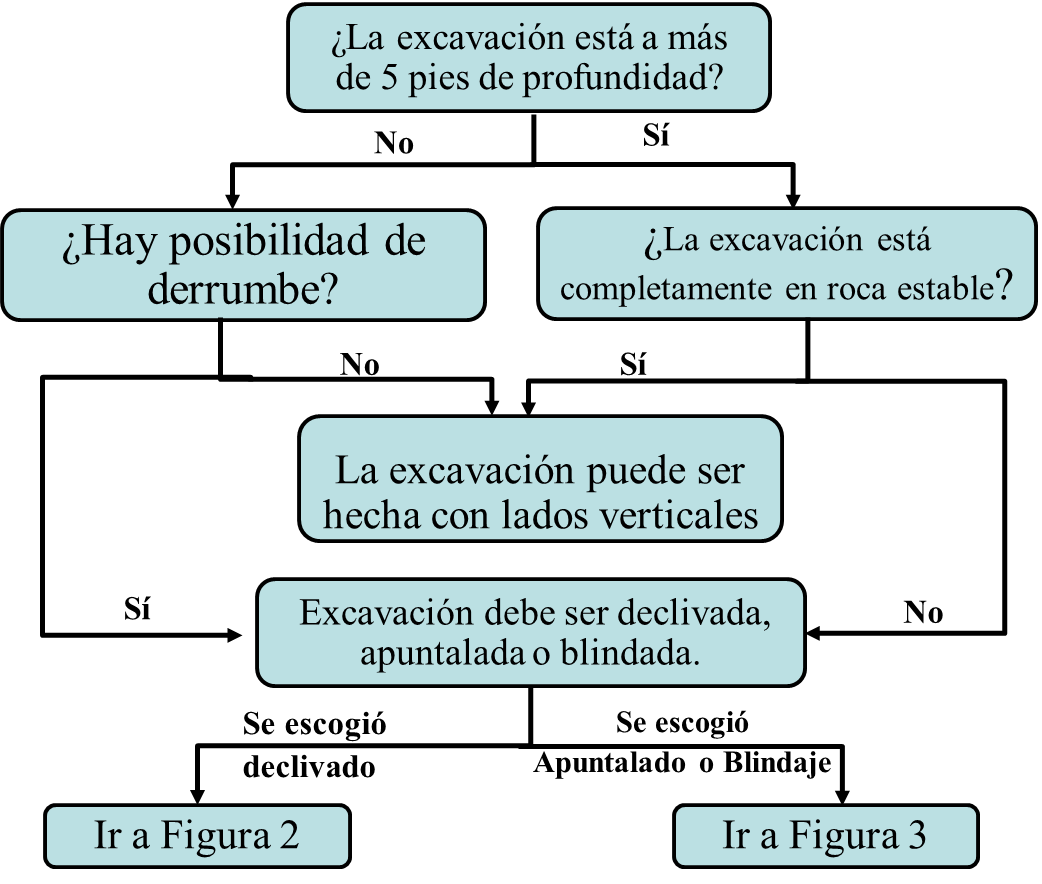 ¿La excavación está a más
de 5 pies de profundidad?
No
Sí
¿Hay posibilidad de
derrumbe?
¿La excavación está
completamente en roca estable?
No
Sí
La excavación puede ser
hecha con lados verticales
Sí
Excavación debe ser declivada,
apuntalada o blindada.
No
Se escogió
declivado
Se escogió
Apuntalado o Blindaje
Ir a Figura 2
Ir a Figura 3